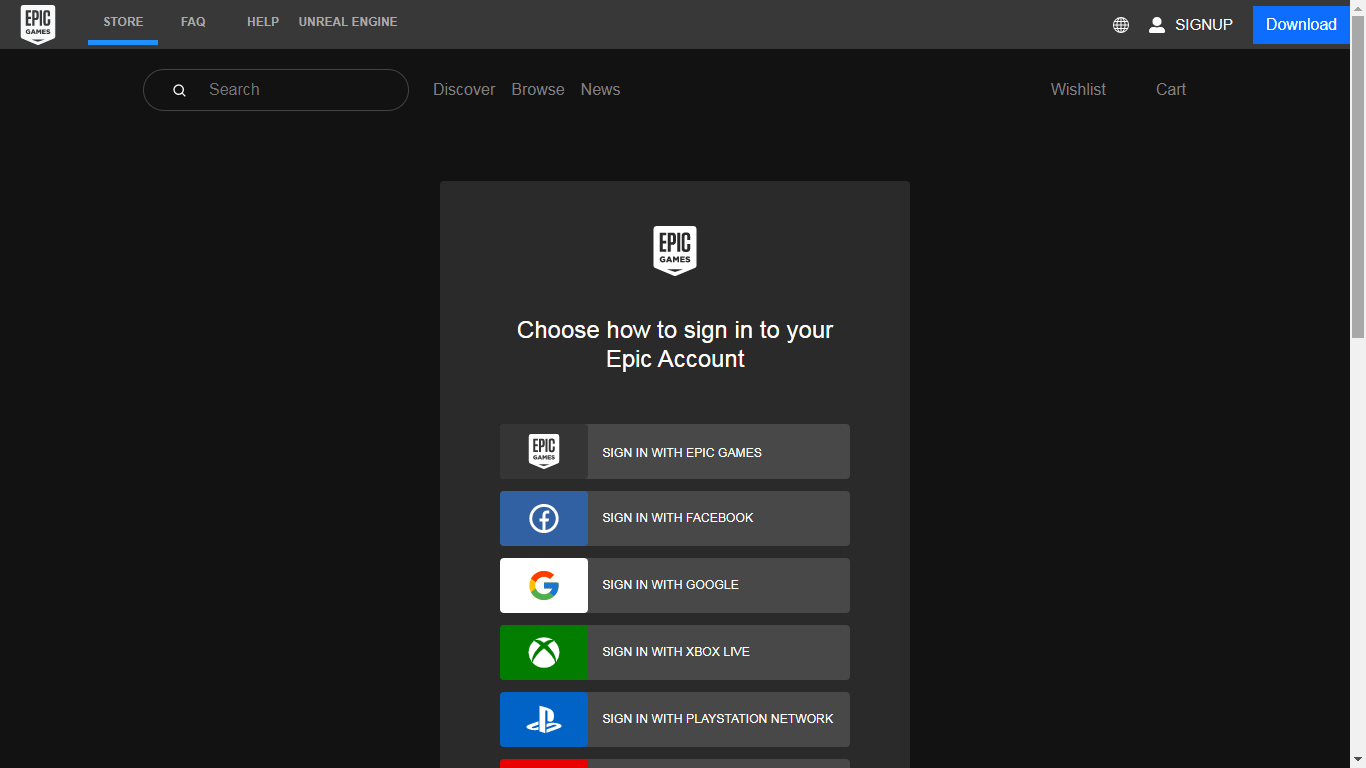 EPIC
GAMES
STORE FAQ HELP UNREAL ENGINE SIGNUP Download
Search Discover Browse News Wishlist Cart
EPIC
GAMES
Choose how to sign in to your
Epic Account
EPIC
GAMES
SIGN IN WITH EPIC GAMES
SIGN IN WITH FACEBOOK
SIGN IN WITH GOOGLE
SIGN IN WITH XBOX LIVE
SIGN IN WITH PLAYSTATION NETWORK